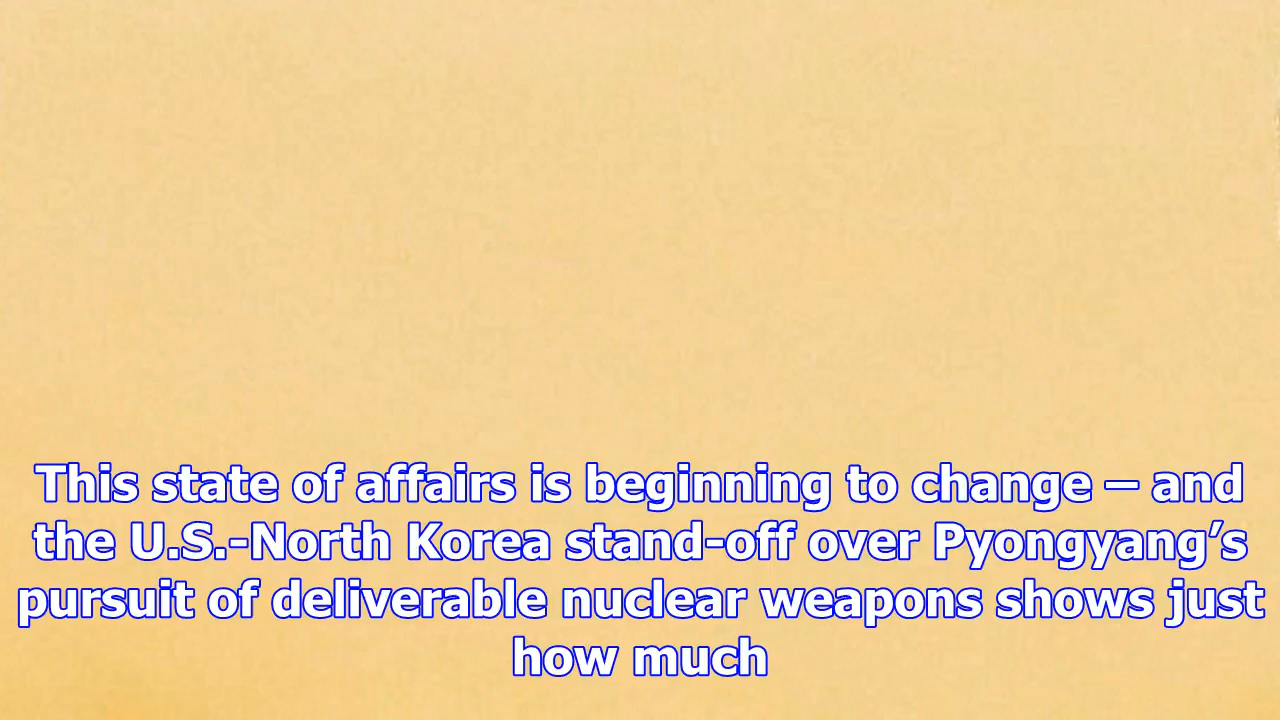 This state of affairs is beginning to change – and
the U.S.-North Korea stand-off over Pyongyang’s
pursuit of deliverable nuclear weapons shows just
how much